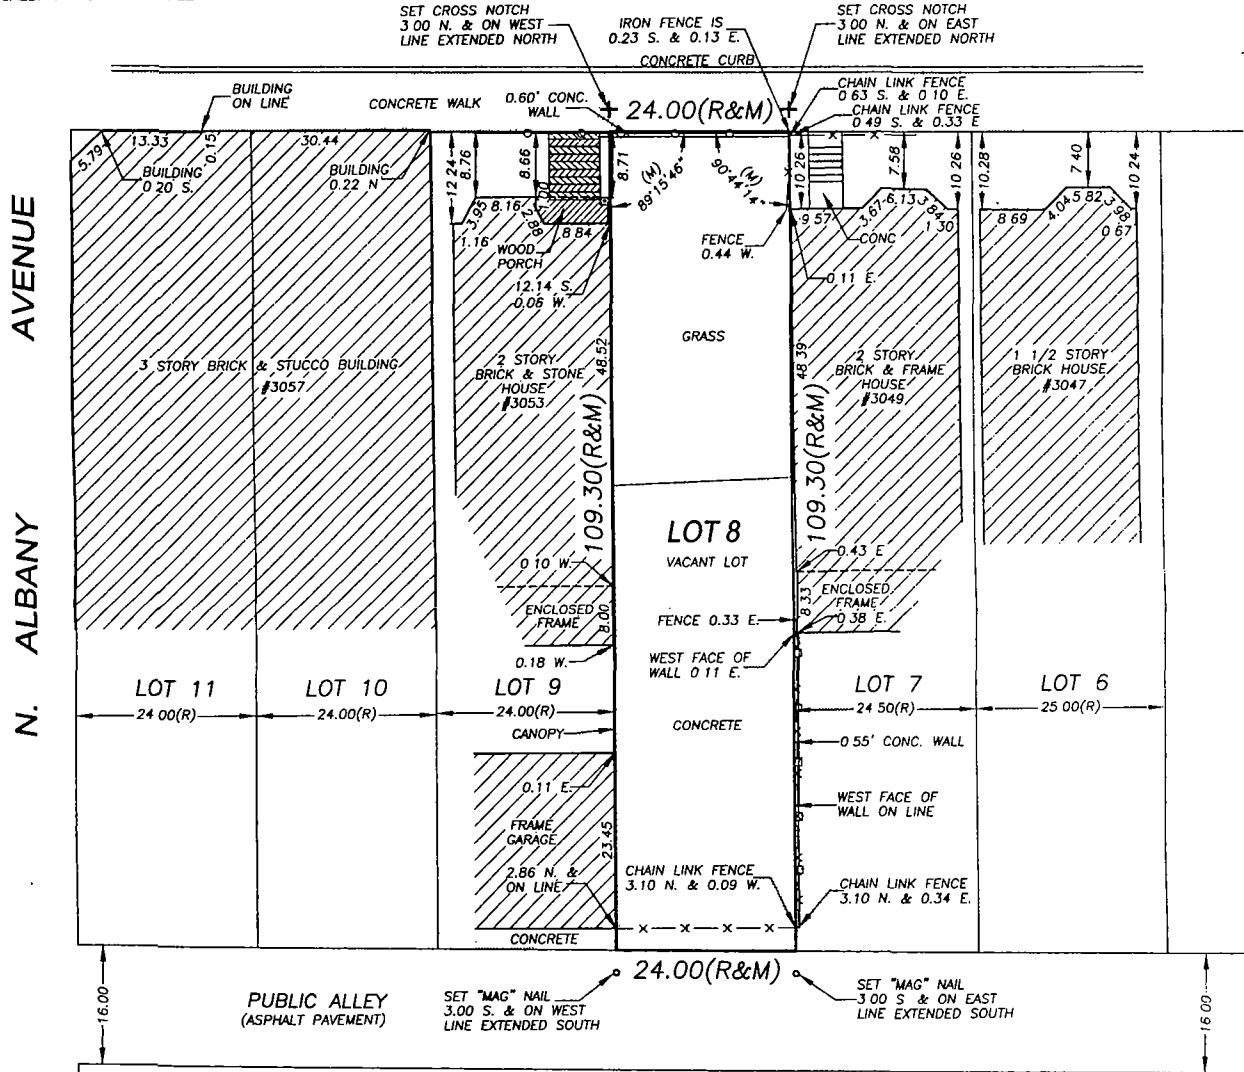 SET CROSS NOTCH
3 00 N. & ON WEST
LINE EXTENDED NORTH
IRON FENCE IS
0.23 S. & 0.13 E.
SET CROSS NOTCH
3 00 N. & ON EAST
LINE EXTENDED NORTH
CONCRETE CURB
BUILDING
ON LINE
CONCRETE WALK
0.60' CONC.
WALL
24.00(R&M)
CHAIN LINK FENCE
0 63 S. & 0 10 E.
CHAIN LINK FENCE
0 49 S. & 0.33 E
5.79
13.33
0.15
30.44
BUILDING
0 20 S.
BUILDING
0.22 N
12 24
8.76
8.66
8.71
(M)
89°15'46"
(M)
90°44'14"
10 26
7.58
10 26
10.28
7.40
10 24
3.95
8.16
1.16
2.88
8.84
WOOD
PORCH
9 57
3.67
6.13
3.84
1 30
CONC
8 69
4.04
5 82
3.98
0 67
FENCE
0.44 W.
0.11 E.
12.14 S.
0.06 W.
GRASS
3 STORY BRICK & STUCCO BUILDING
#3057
2 STORY
BRICK & STONE
HOUSE
#3053
48.52
48 39
2 STORY
BRICK & FRAME
HOUSE
#3049
1 1/2 STORY
BRICK HOUSE
#3047
109.30(R&M)
109.30(R&M)
LOT 8
VACANT LOT
0 10 W.
0.43 E
ENCLOSED
FRAME
8.00
FENCE 0.33 E.
8 33
ENCLOSED
FRAME
0 38 E.
0.18 W.
WEST FACE OF
WALL 0 11 E.
LOT 11
LOT 10
LOT 9
LOT 7
LOT 6
24 00(R)
24.00(R)
24.00(R)
24 50(R)
25 00(R)
CANOPY
CONCRETE
0 55' CONC. WALL
0.11 E.
WEST FACE OF
WALL ON LINE
FRAME
GARAGE
23.45
2.86 N. &
ON LINE
CHAIN LINK FENCE
3.10 N. & 0.09 W.
CHAIN LINK FENCE
3.10 N. & 0.34 E.
CONCRETE
24.00(R&M)
16.00
PUBLIC ALLEY
(ASPHALT PAVEMENT)
SET "MAG" NAIL
3.00 S. & ON WEST
LINE EXTENDED SOUTH
SET "MAG" NAIL
3 00 S & ON EAST
LINE EXTENDED SOUTH
16 00
N. ALBANY AVENUE